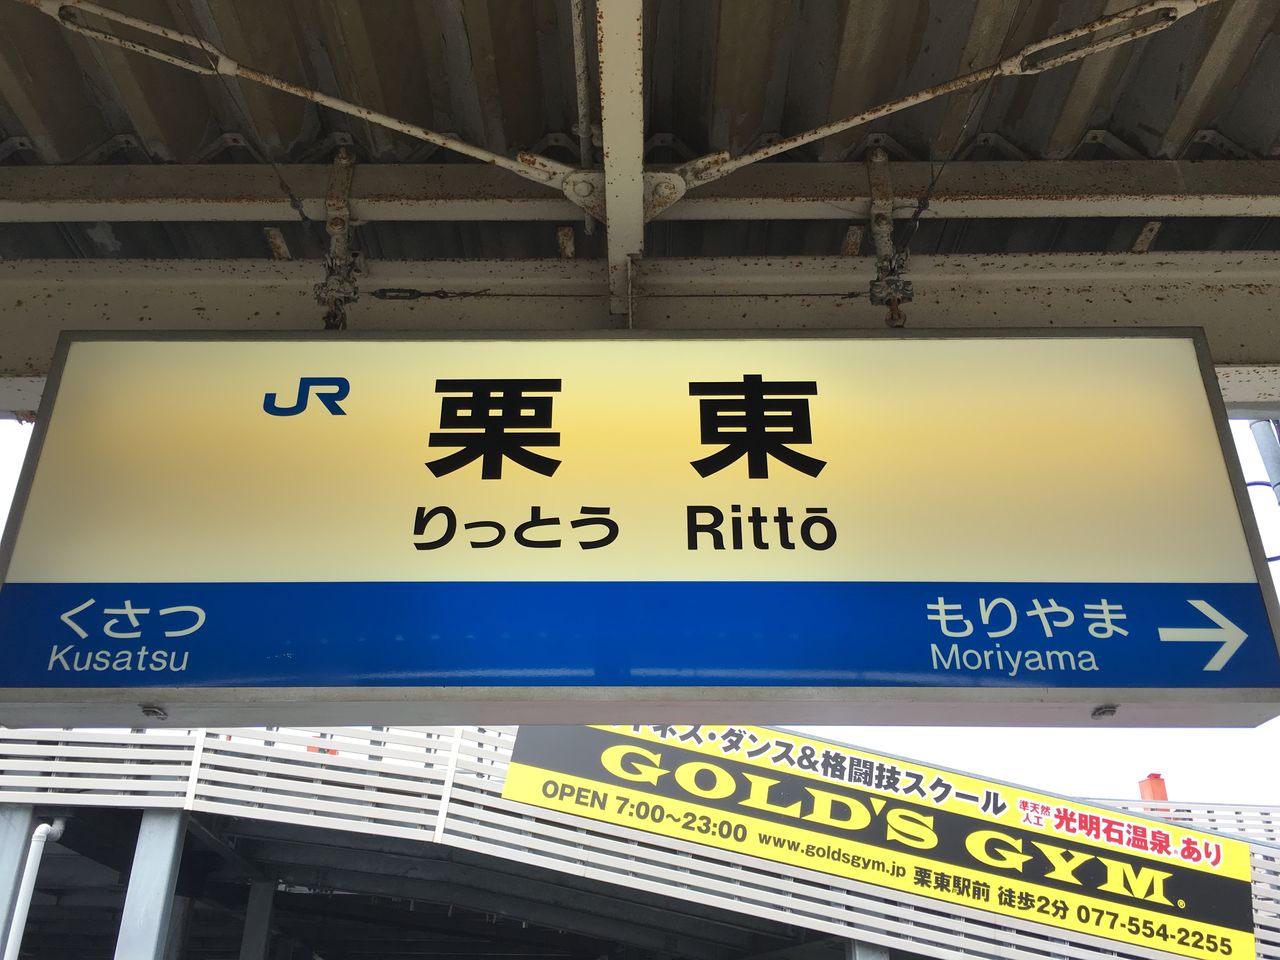 JR
栗東
りっとう Rittō
くさつ
Kusatsu
もりやま
Moriyama
ネス・ダンス&格闘技スクール
準天然
人工 光明石温泉あり
GOLD'S GYM
OPEN 7:00~23:00 www.goldsgym.jp 栗東駅前 徒歩2分 077-554-2255